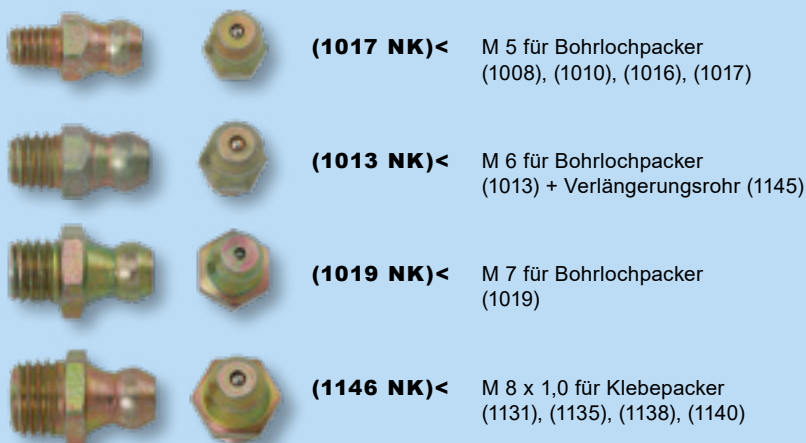 (1017 NK)< M 5 für Bohrlochpacker
(1008), (1010), (1016), (1017)
(1013 NK)< M 6 für Bohrlochpacker
(1013) + Verlängerungsrohr (1145)
(1019 NK)< M 7 für Bohrlochpacker
(1019)
(1146 NK)< M 8 x 1,0 für Klebepacker
(1131), (1135), (1138), (1140)